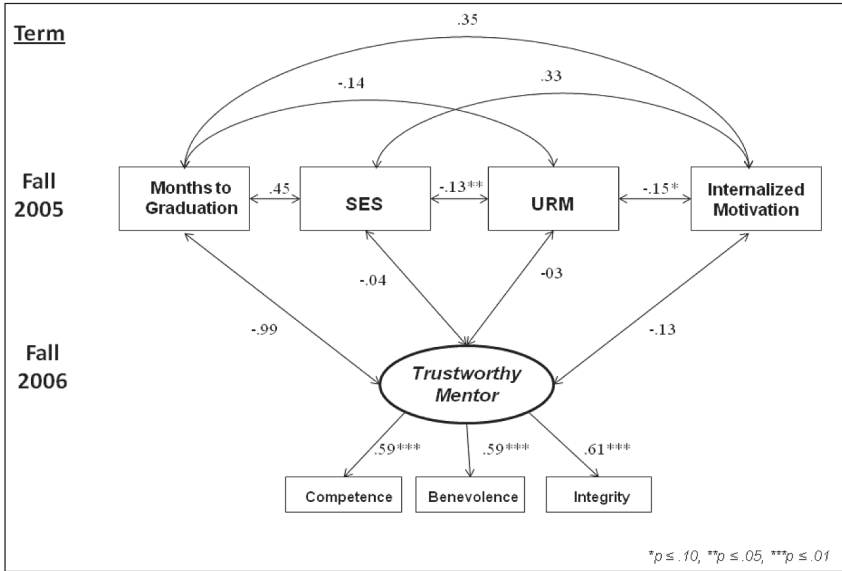 Term
.35
.33
-.14
Fall
2005
Months to
Graduation
.45
SES
-.13**
URM
-.15*
Internalized
Motivation
-.04
-03
-.99
-.13
Fall
2006
Trustworthy
Mentor
.59***
.59***
.61***
Competence
Benevolence
Integrity
*p ≤ .10, **p ≤ .05, ***p ≤ .01